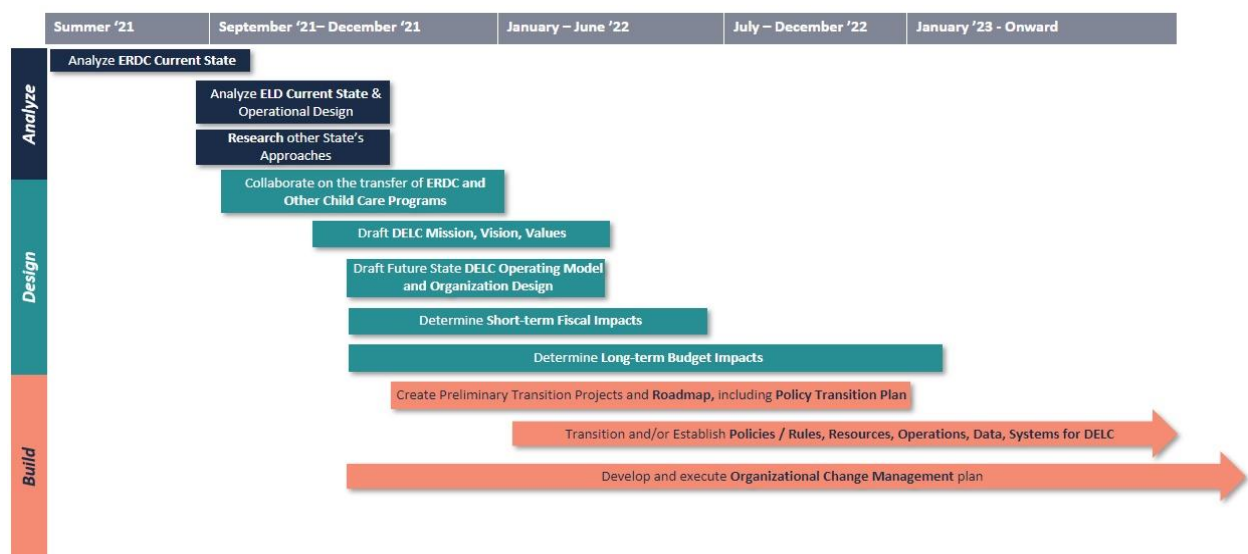 Summer ‘21
September ‘21– December ‘21
January – June ’22
July – December ‘22
January ’23 - Onward
Analyze
Analyze ERDC Current State
Analyze ELD Current State &
Operational Design
Research other State’s
Approaches
Design
Collaborate on the transfer of ERDC and
Other Child Care Programs
Draft DELC Mission, Vision, Values
Draft Future State DELC Operating Model
and Organization Design
Determine Short-term Fiscal Impacts
Determine Long-term Budget Impacts
Build
Create Preliminary Transition Projects and Roadmap, including Policy Transition Plan
Transition and/or Establish Policies / Rules, Resources, Operations, Data, Systems for DELC
Develop and execute Organizational Change Management plan